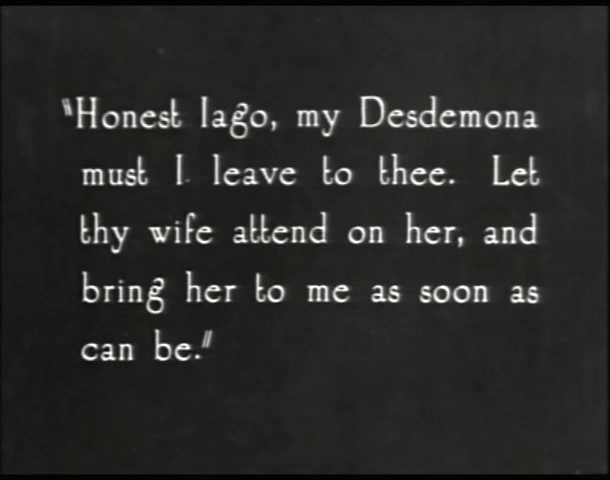 "Honest Iago, my Desdemona
must I leave to thee. Let
thy wife attend on her, and
bring her to me as soon as
can be."